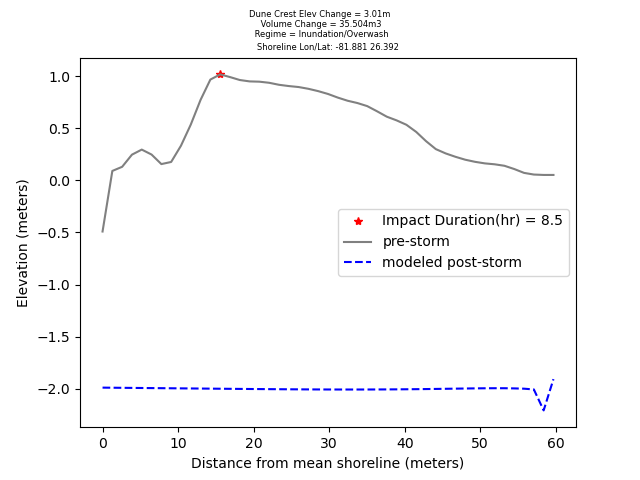 Dune Crest Elev Change = 3.01m
Volume Change = 35.504m3
Regime = Inundation/Overwash
Shoreline Lon/Lat: -81.881 26.392
1.0
0.5
0.0
−0.5
−1.0
−1.5
−2.0
Elevation (meters)
Impact Duration(hr) = 8.5
pre-storm
modeled post-storm
0 10 20 30 40 50 60
Distance from mean shoreline (meters)